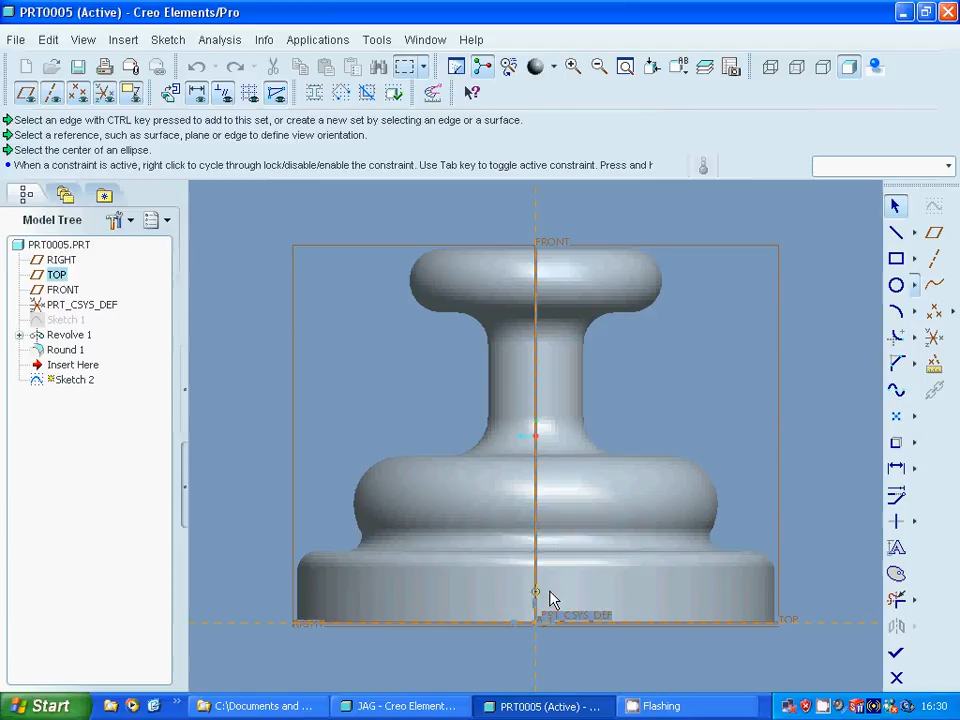 PRT0005 (Active) - Creo Elements/Pro
File Edit View Insert Sketch Analysis Info Applications Tools Window Help
Select an edge with CTRL key pressed to add to this set, or create a new set by selecting an edge or a surface.
Select a reference, such as surface, plane or edge to define view orientation.
Select the center of an ellipse.
When a constraint is active, right click to cycle through lock/disable/enable the constraint. Use Tab key to toggle active constraint. Press and h
Model Tree
PRT0005.PRT
RIGHT
TOP
FRONT
PRT_CSYS_DEF
Sketch 1
Revolve 1
Round 1
Insert Here
Sketch 2
FRONT
RIGHT
TOP
Start
C:\Documents and ...
JAG - Creo Element...
PRT0005 (Active) - ...
Flashing
16:30